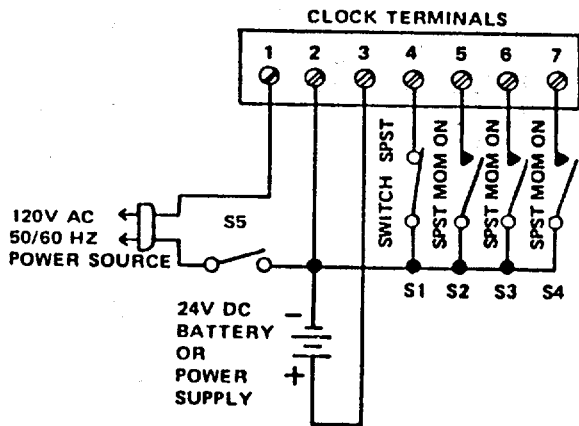 CLOCK TERMINALS
1 2 3 4 5 6 7
SWITCH SPST
SPST MOM ON
SPST MOM ON
SPST MOM ON
120V AC
50/60 HZ
POWER SOURCE
S5
S1 S2 S3 S4
24V DC
BATTERY
OR
POWER
SUPPLY
-
+